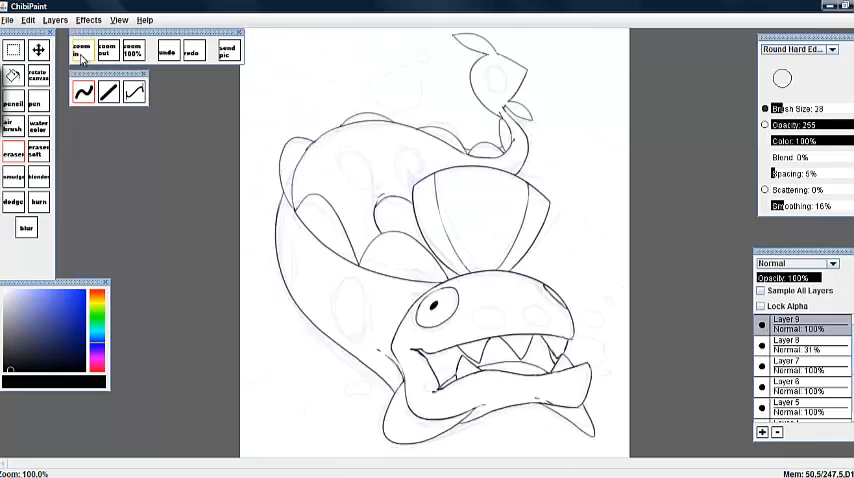 ChibiPaint
File Edit Layers Effects View Help
zoom in zoom out zoom 100% undo redo send pic
rotate canvas
pencil pen
air brush water color
eraser eraser soft
smudge blender
dodge burn
blur
Round Hard Ed...
Brush Size: 28
Opacity: 255
Color: 100%
Blend: 0%
Spacing: 5%
Scattering: 0%
Smoothing: 16%
Normal
Opacity: 100%
Sample All Layers
Lock Alpha
Layer 9
Normal: 100%
Layer 8
Normal: 31%
Layer 7
Normal: 100%
Layer 6
Normal: 100%
Layer 5
Normal: 100%
Zoom: 100,0%
Mem: 50,5/247,5,D1